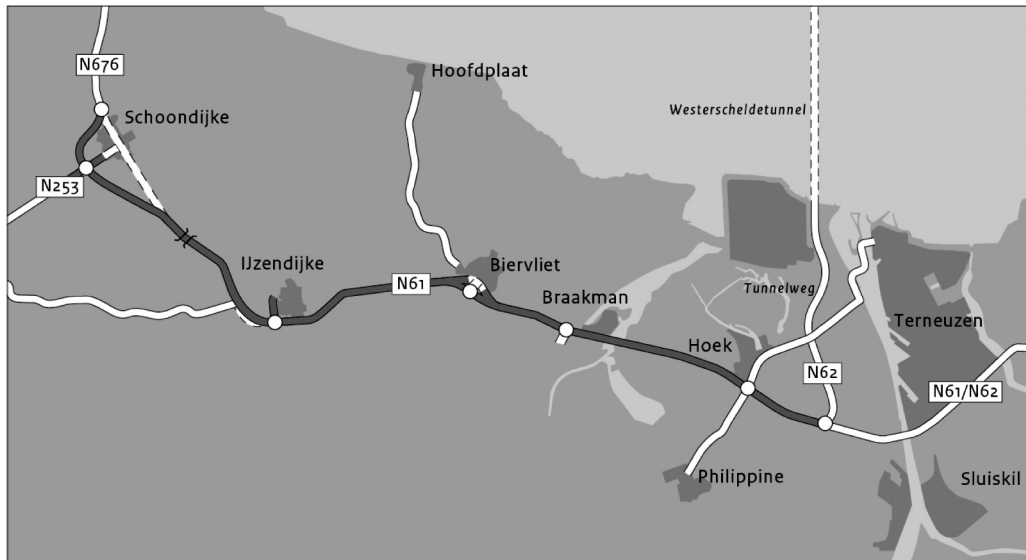 N676
Hoofdplaat
Schoondijke
Westerscheldetunnel
N253
IJzendijke
N61
Biervliet
Braakman
Tunnelweg
Hoek
Terneuzen
N62
N61/N62
Philippine
Sluiskil